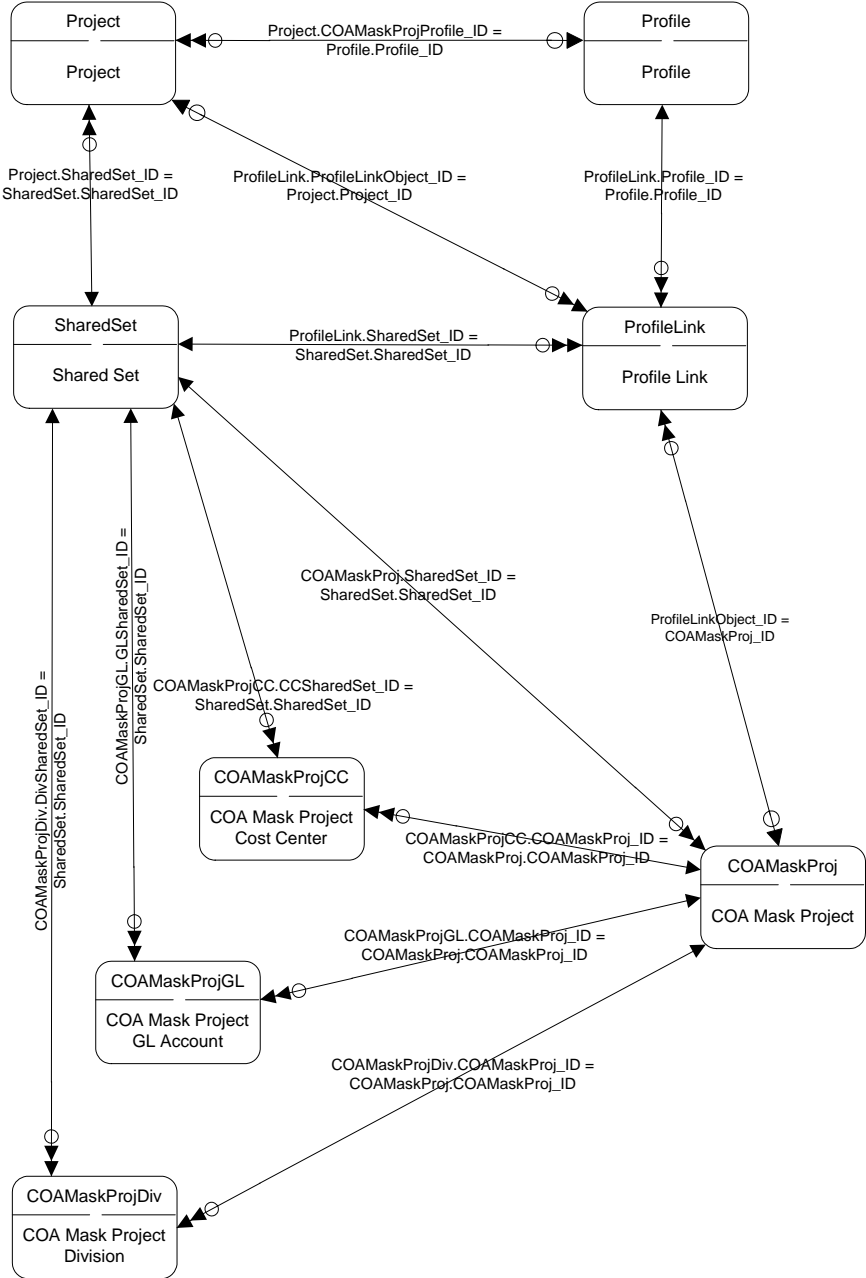 Project
Project
Project.COAMaskProjProfile_ID =
Profile.Profile_ID
Profile
Profile
Project.SharedSet_ID =
SharedSet.SharedSet_ID
ProfileLink.ProfileLinkObject_ID =
Project.Project_ID
ProfileLink.Profile_ID =
Profile.Profile_ID
SharedSet
Shared Set
ProfileLink.SharedSet_ID =
SharedSet.SharedSet_ID
ProfileLink
Profile Link
COAMaskProjDiv.DivSharedSet_ID =
SharedSet.SharedSet_ID
COAMaskProjGL.GLSharedSet_ID =
SharedSet.SharedSet_ID
COAMaskProj.SharedSet_ID =
SharedSet.SharedSet_ID
ProfileLinkObject_ID =
COAMaskProj_ID
COAMaskProjCC.CCSharedSet_ID =
SharedSet.SharedSet_ID
COAMaskProjCC
COA Mask Project
Cost Center
COAMaskProjCC.COAMaskProj_ID =
COAMaskProj.COAMaskProj_ID
COAMaskProj
COA Mask Project
COAMaskProjGL.COAMaskProj_ID =
COAMaskProj.COAMaskProj_ID
COAMaskProjGL
COA Mask Project
GL Account
COAMaskProjDiv.COAMaskProj_ID =
COAMaskProj.COAMaskProj_ID
COAMaskProjDiv
COA Mask Project
Division